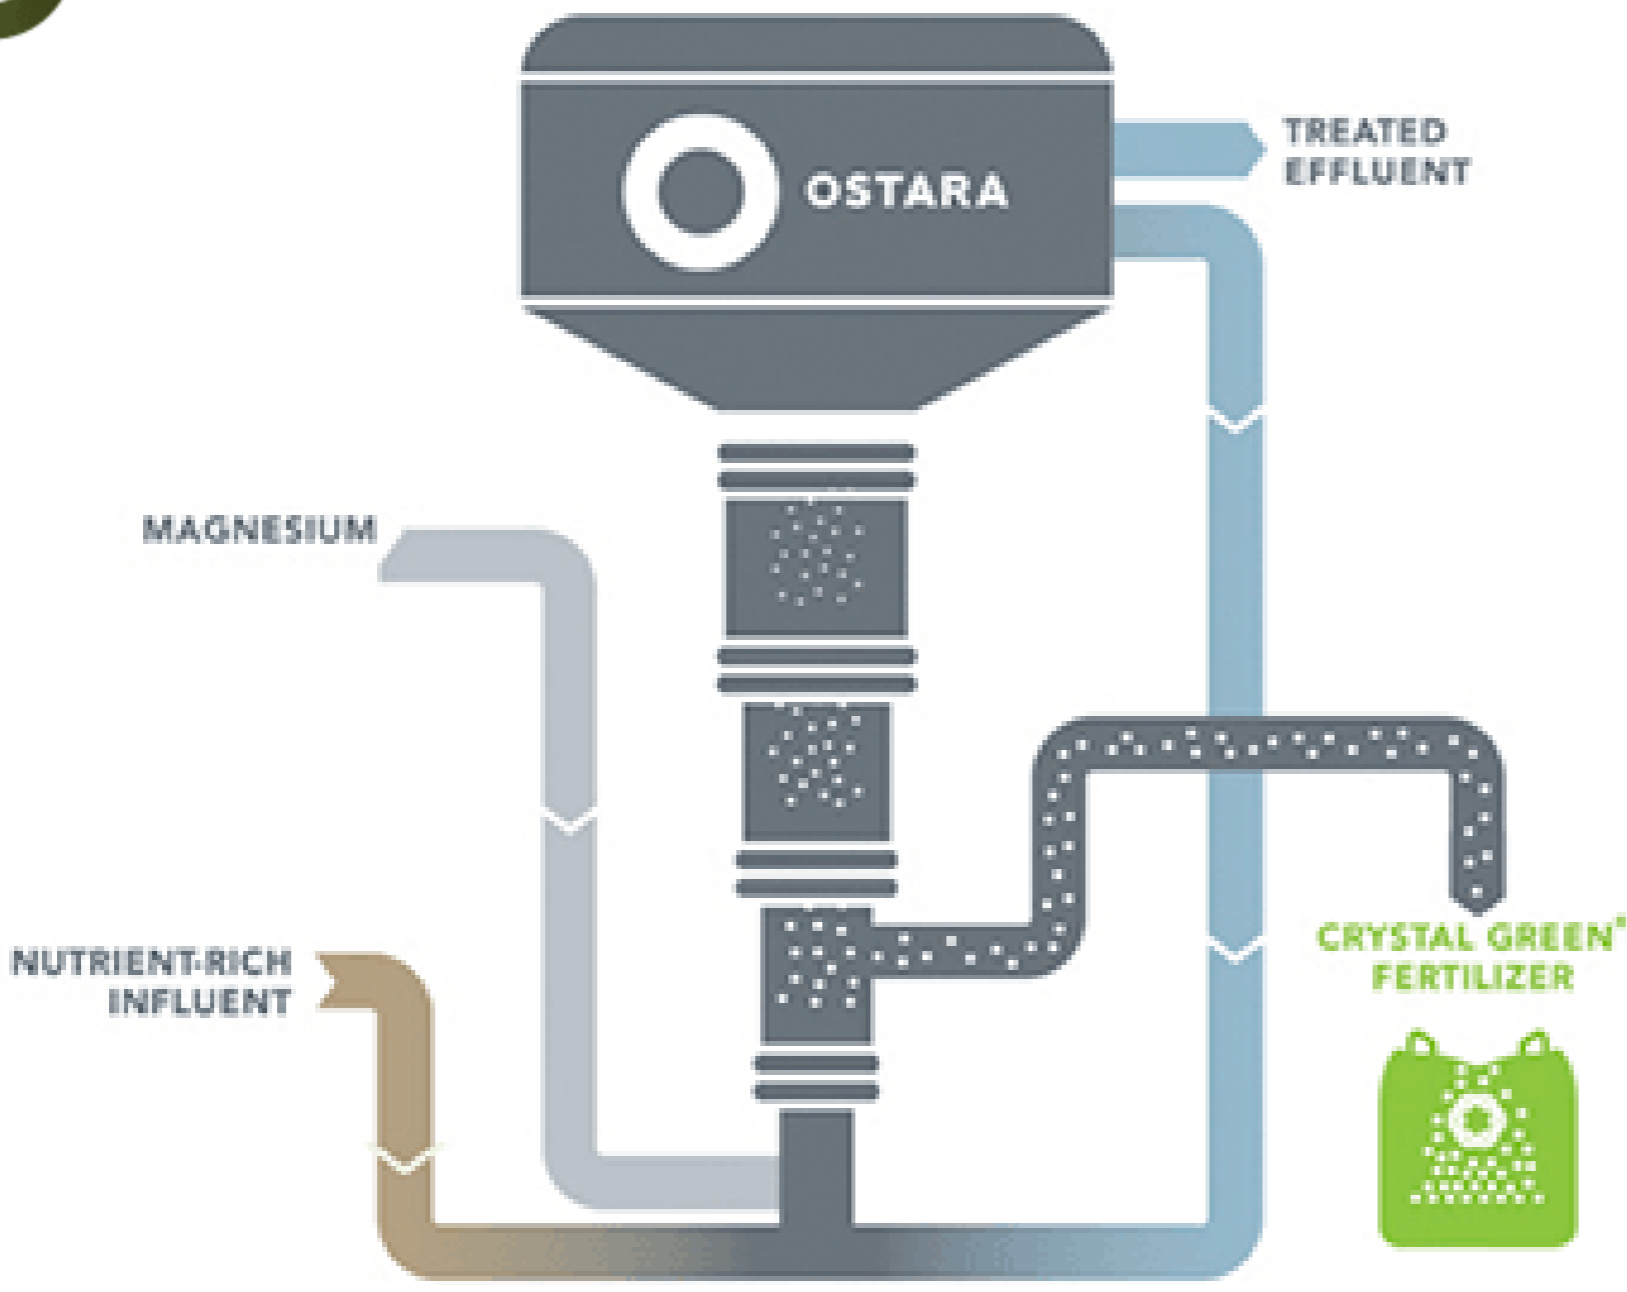 OSTARA
TREATED
EFFLUENT
MAGNESIUM
NUTRIENT-RICH
INFLUENT
CRYSTAL GREEN®
FERTILIZER